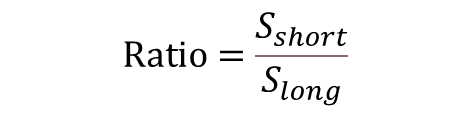 Ratio = S_short / S_long